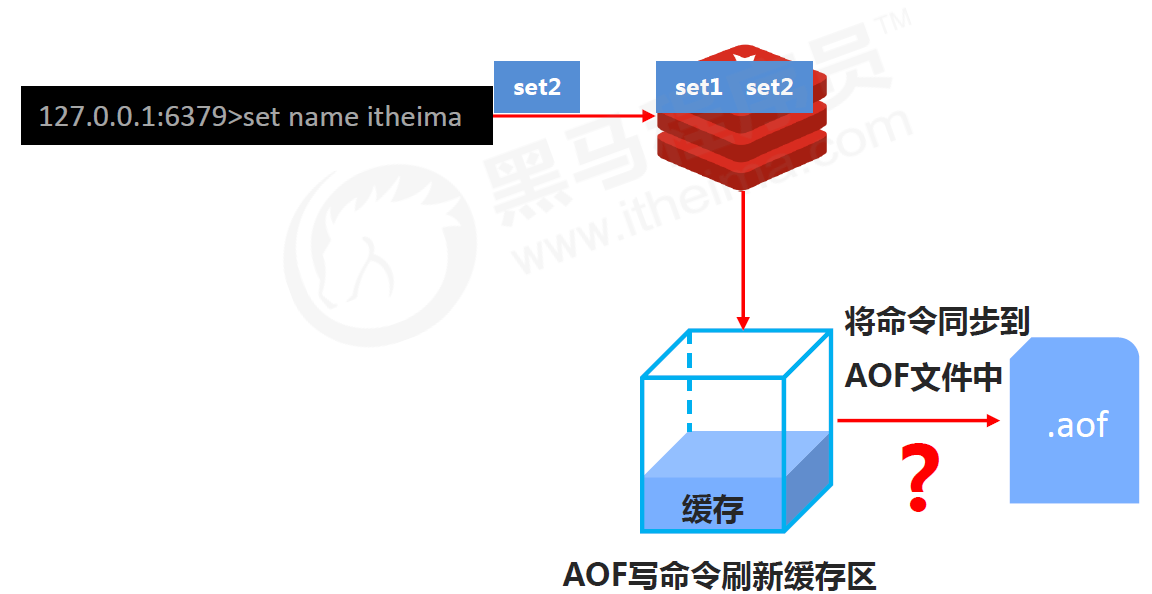 127.0.0.1:6379>set name itheima
set2
set1 set2
黑马程序员™
www.itheima.com
将命令同步到
AOF文件中
.aof
?
缓存
AOF写命令刷新缓存区